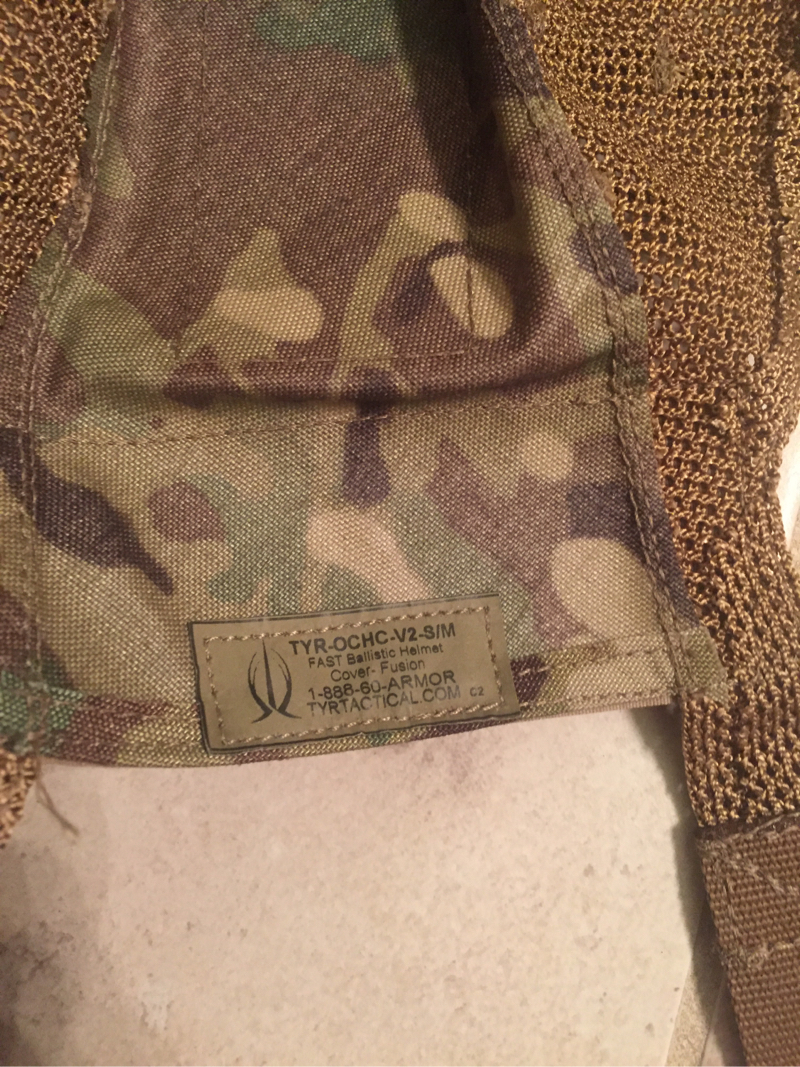 TYR-OCHC-V2-S/M
FAST Ballistic Helmet
Cover- Fusion
1-888-60-ARMOR
TYRTACTICAL.COM C2